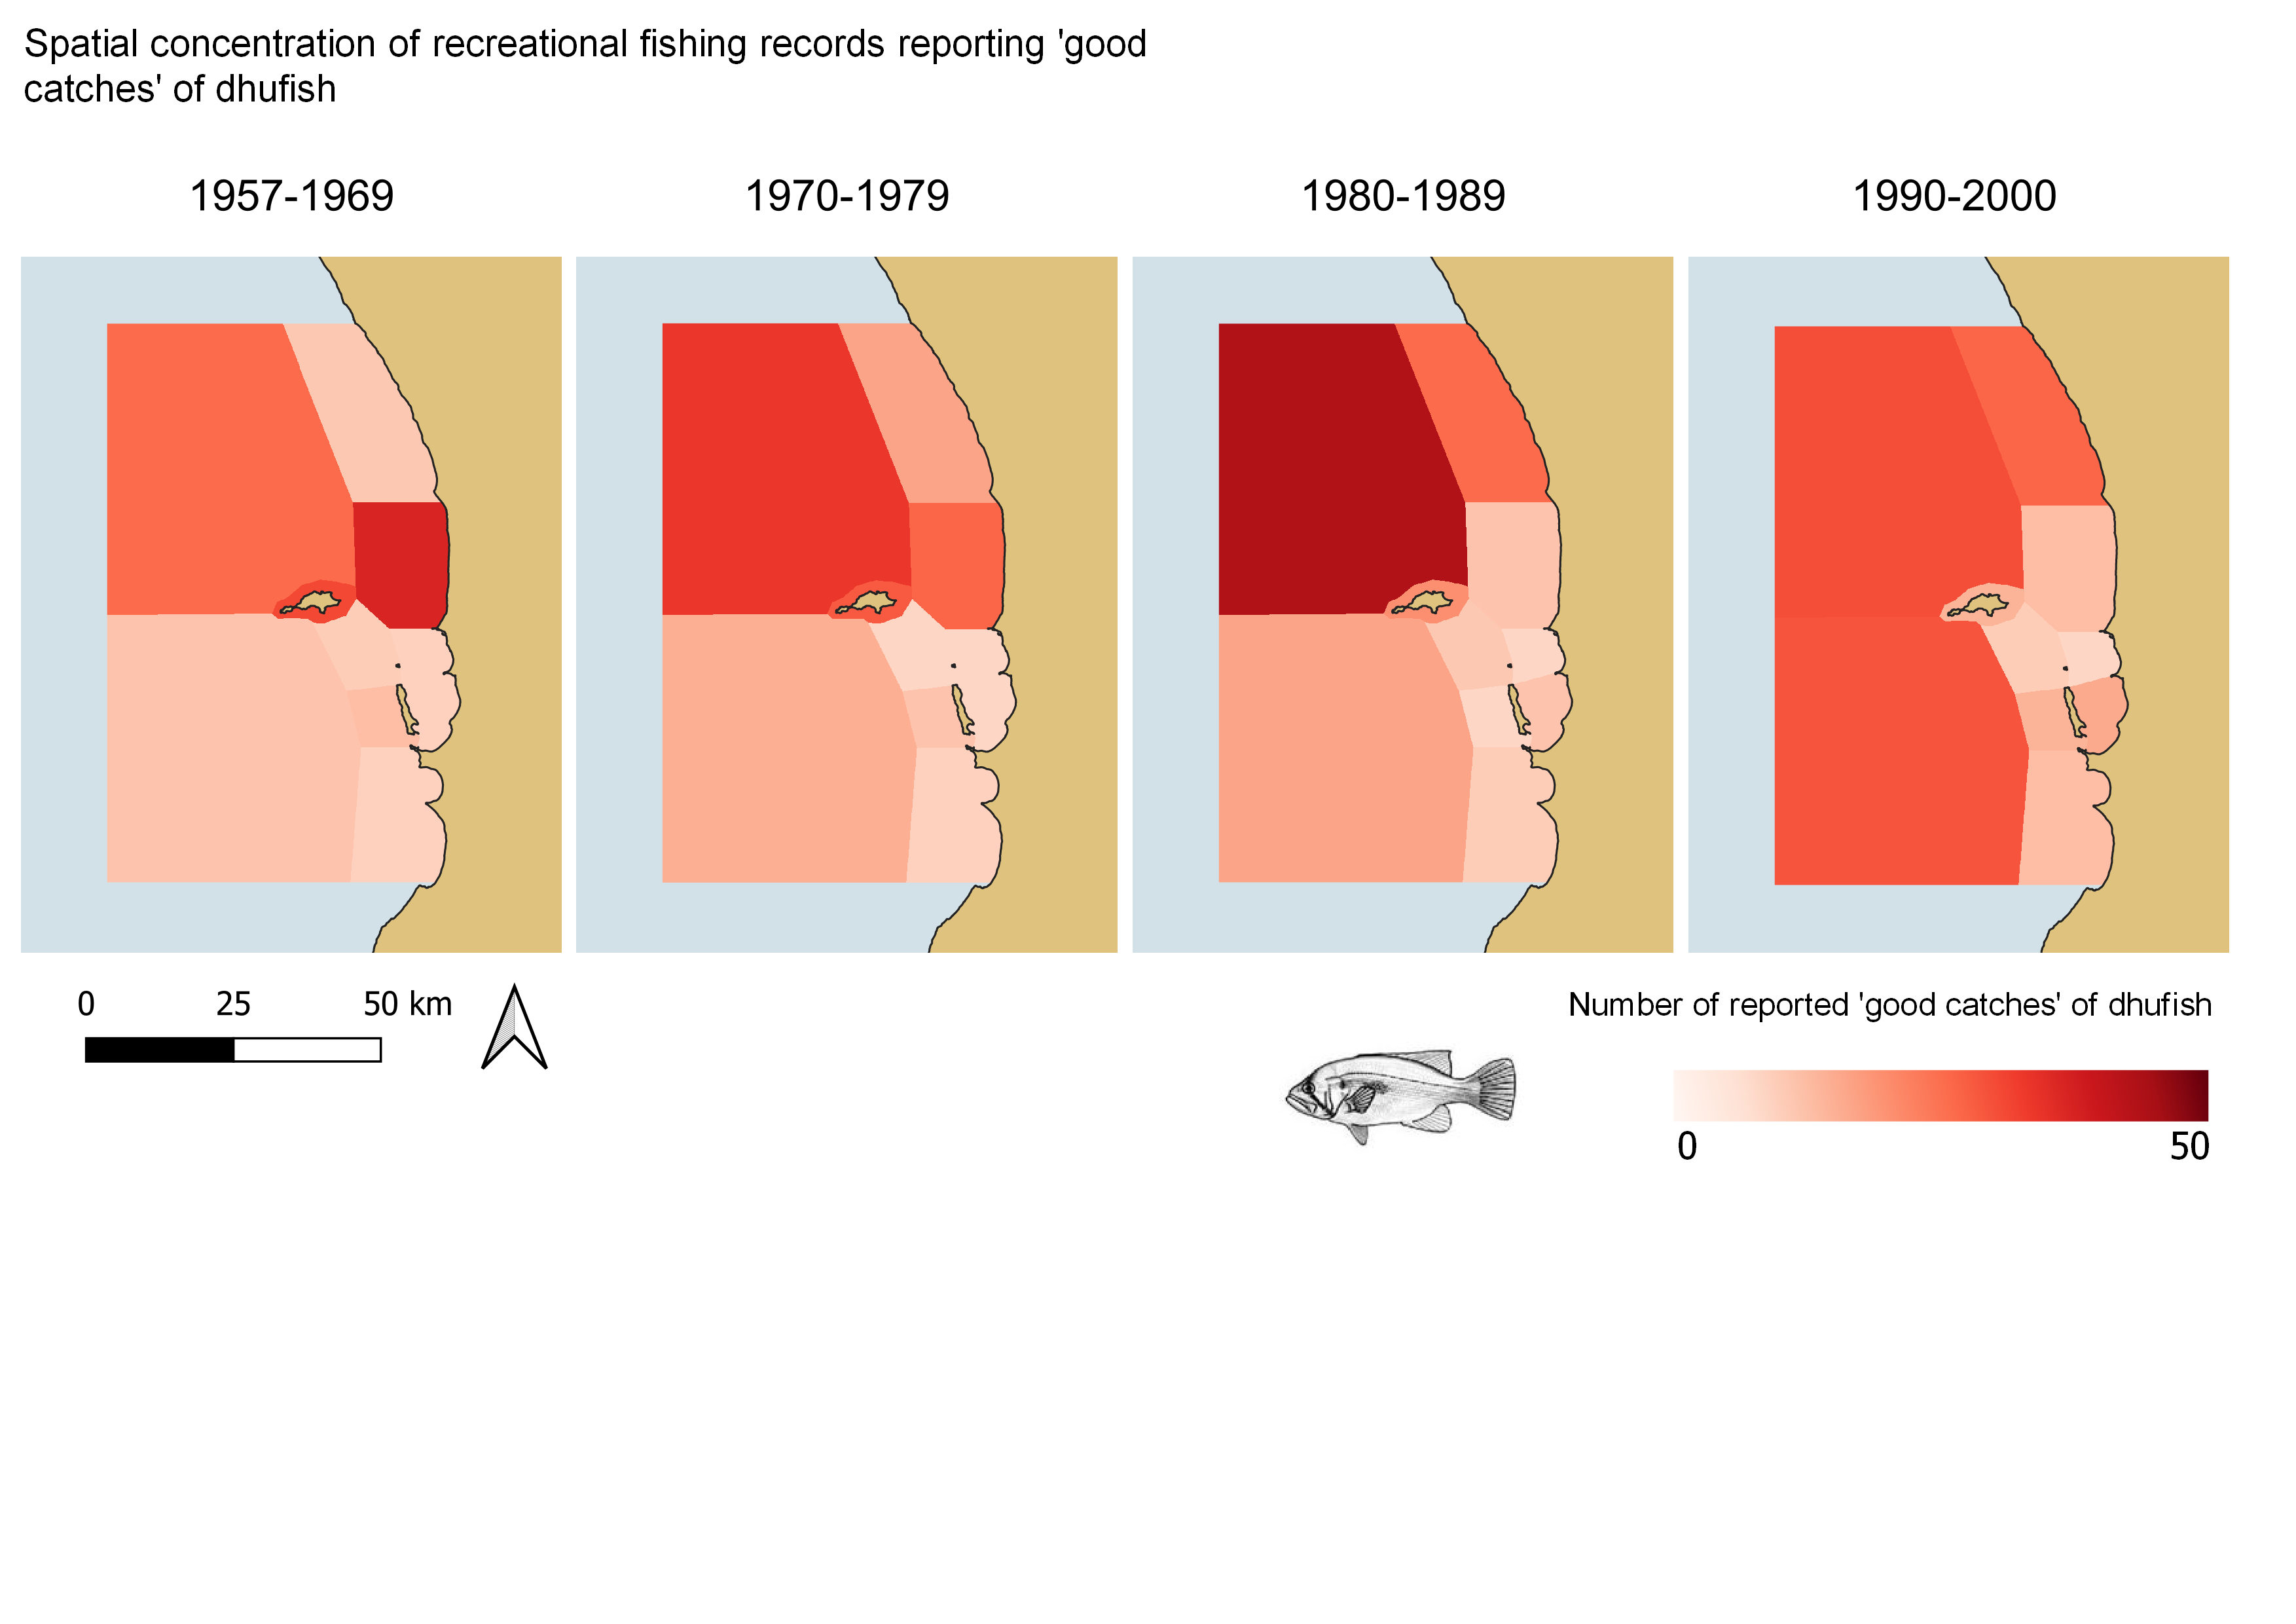 Spatial concentration of recreational fishing records reporting 'good
catches' of dhufish
1957-1969
1970-1979
1980-1989
1990-2000
0 25 50 km
Number of reported 'good catches' of dhufish
0 50